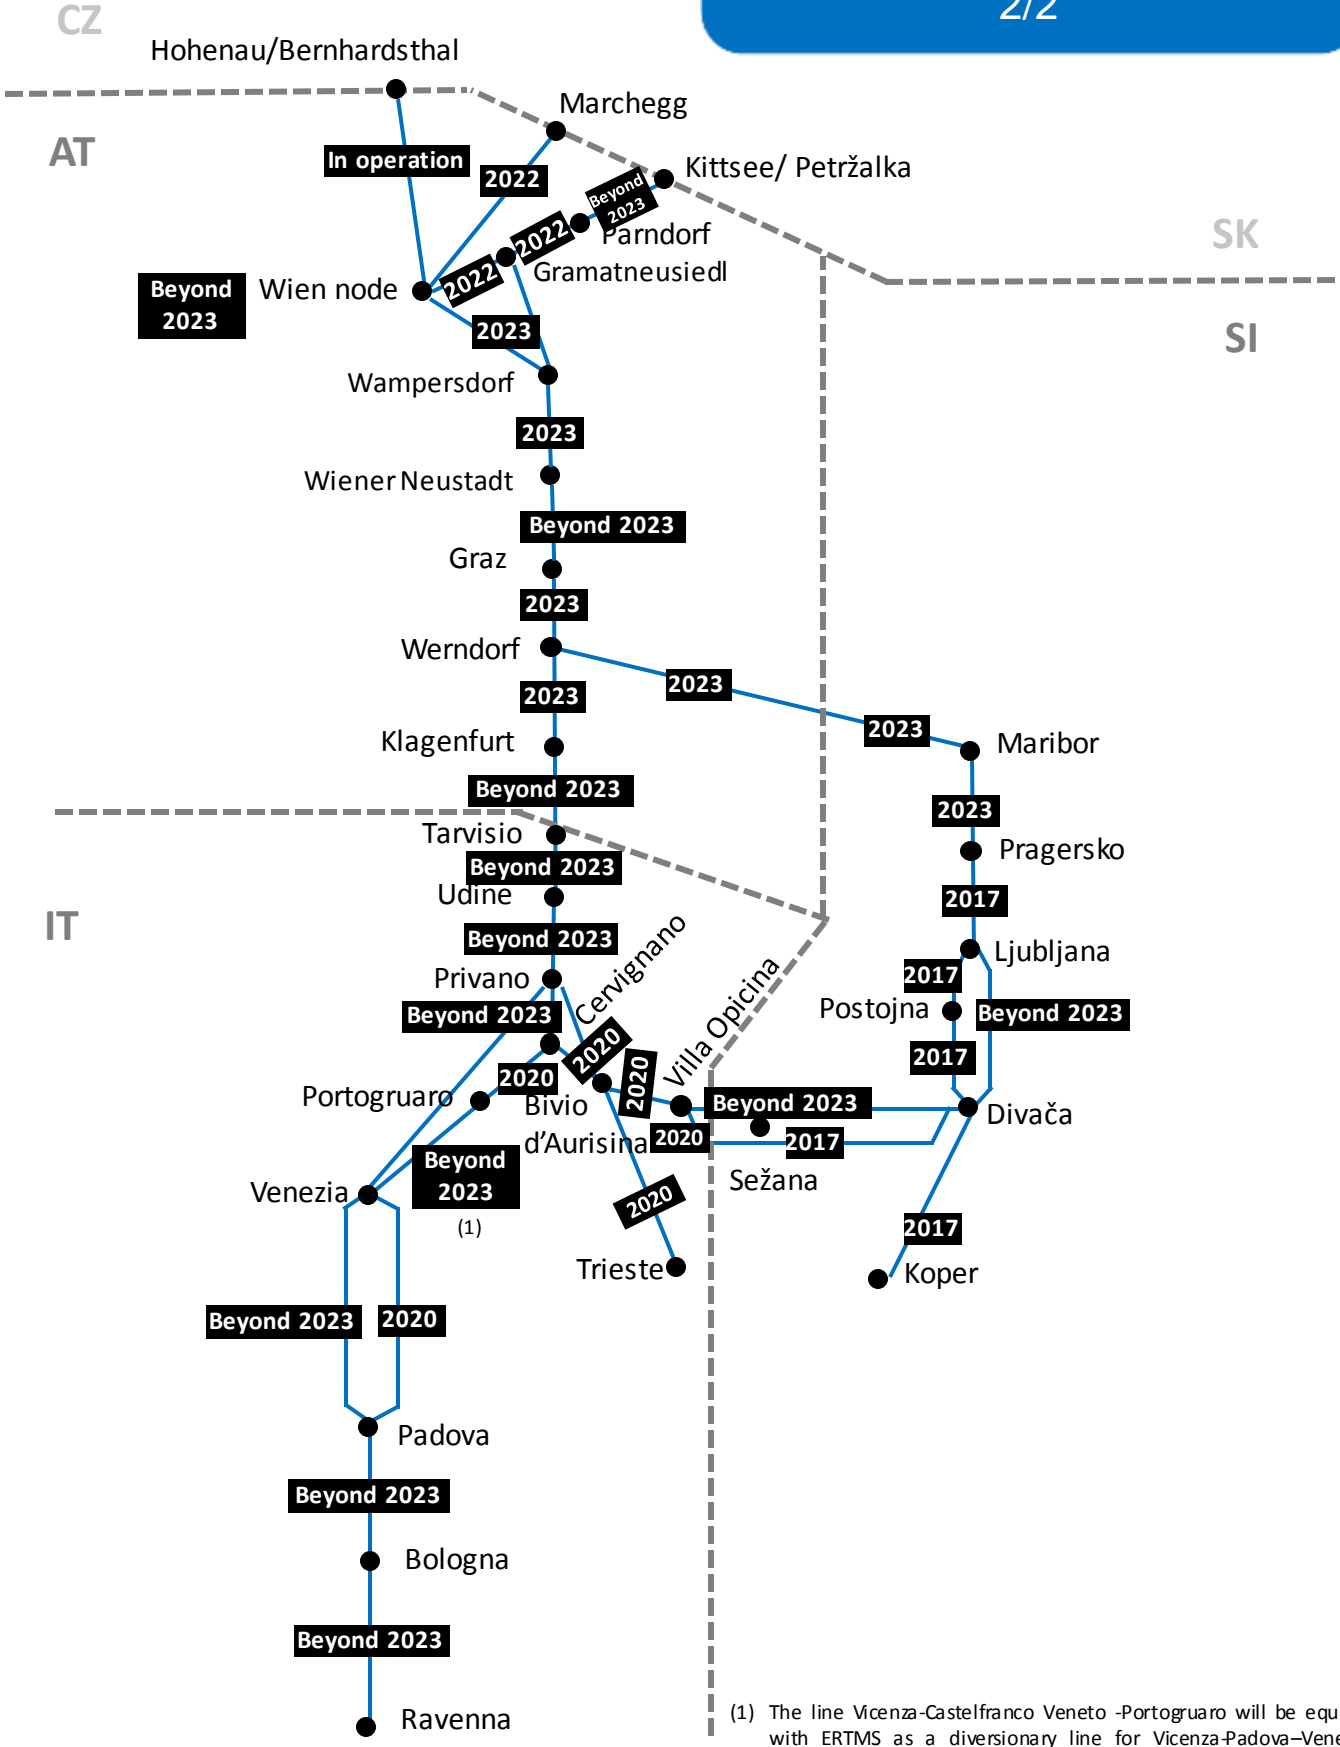 2/2
CZ
Hohenau/Bernhardsthal
Marchegg
AT
In operation
2022
Kittsee/ Petržalka
Beyond
2023
SK
2022
Parndorf
Gramatneusiedl
2022
Beyond
2023
Wien node
2023
SI
Wampersdorf
2023
Wiener Neustadt
Beyond 2023
Graz
2023
Werndorf
2023
2023
2023
Klagenfurt
Maribor
Beyond 2023
2023
Tarvisio
Pragersko
Beyond 2023
Udine
2017
IT
Beyond 2023
Ljubljana
Privano
Cervignano
Villa Opicina
2017
Postojna
Beyond 2023
Beyond 2023
2020
2017
2020
2020
Portogruaro
Bivio
d'Aurisina
Beyond 2023
Divača
2020
2017
Beyond
2023
(1)
Sežana
Venezia
2020
2017
Trieste
Koper
Beyond 2023
2020
Padova
Beyond 2023
Bologna
Beyond 2023
Ravenna
(1) The line Vicenza-Castelfranco Veneto -Portogruaro will be equ
with ERTMS as a diversionary line for Vicenza-Padova–Vene